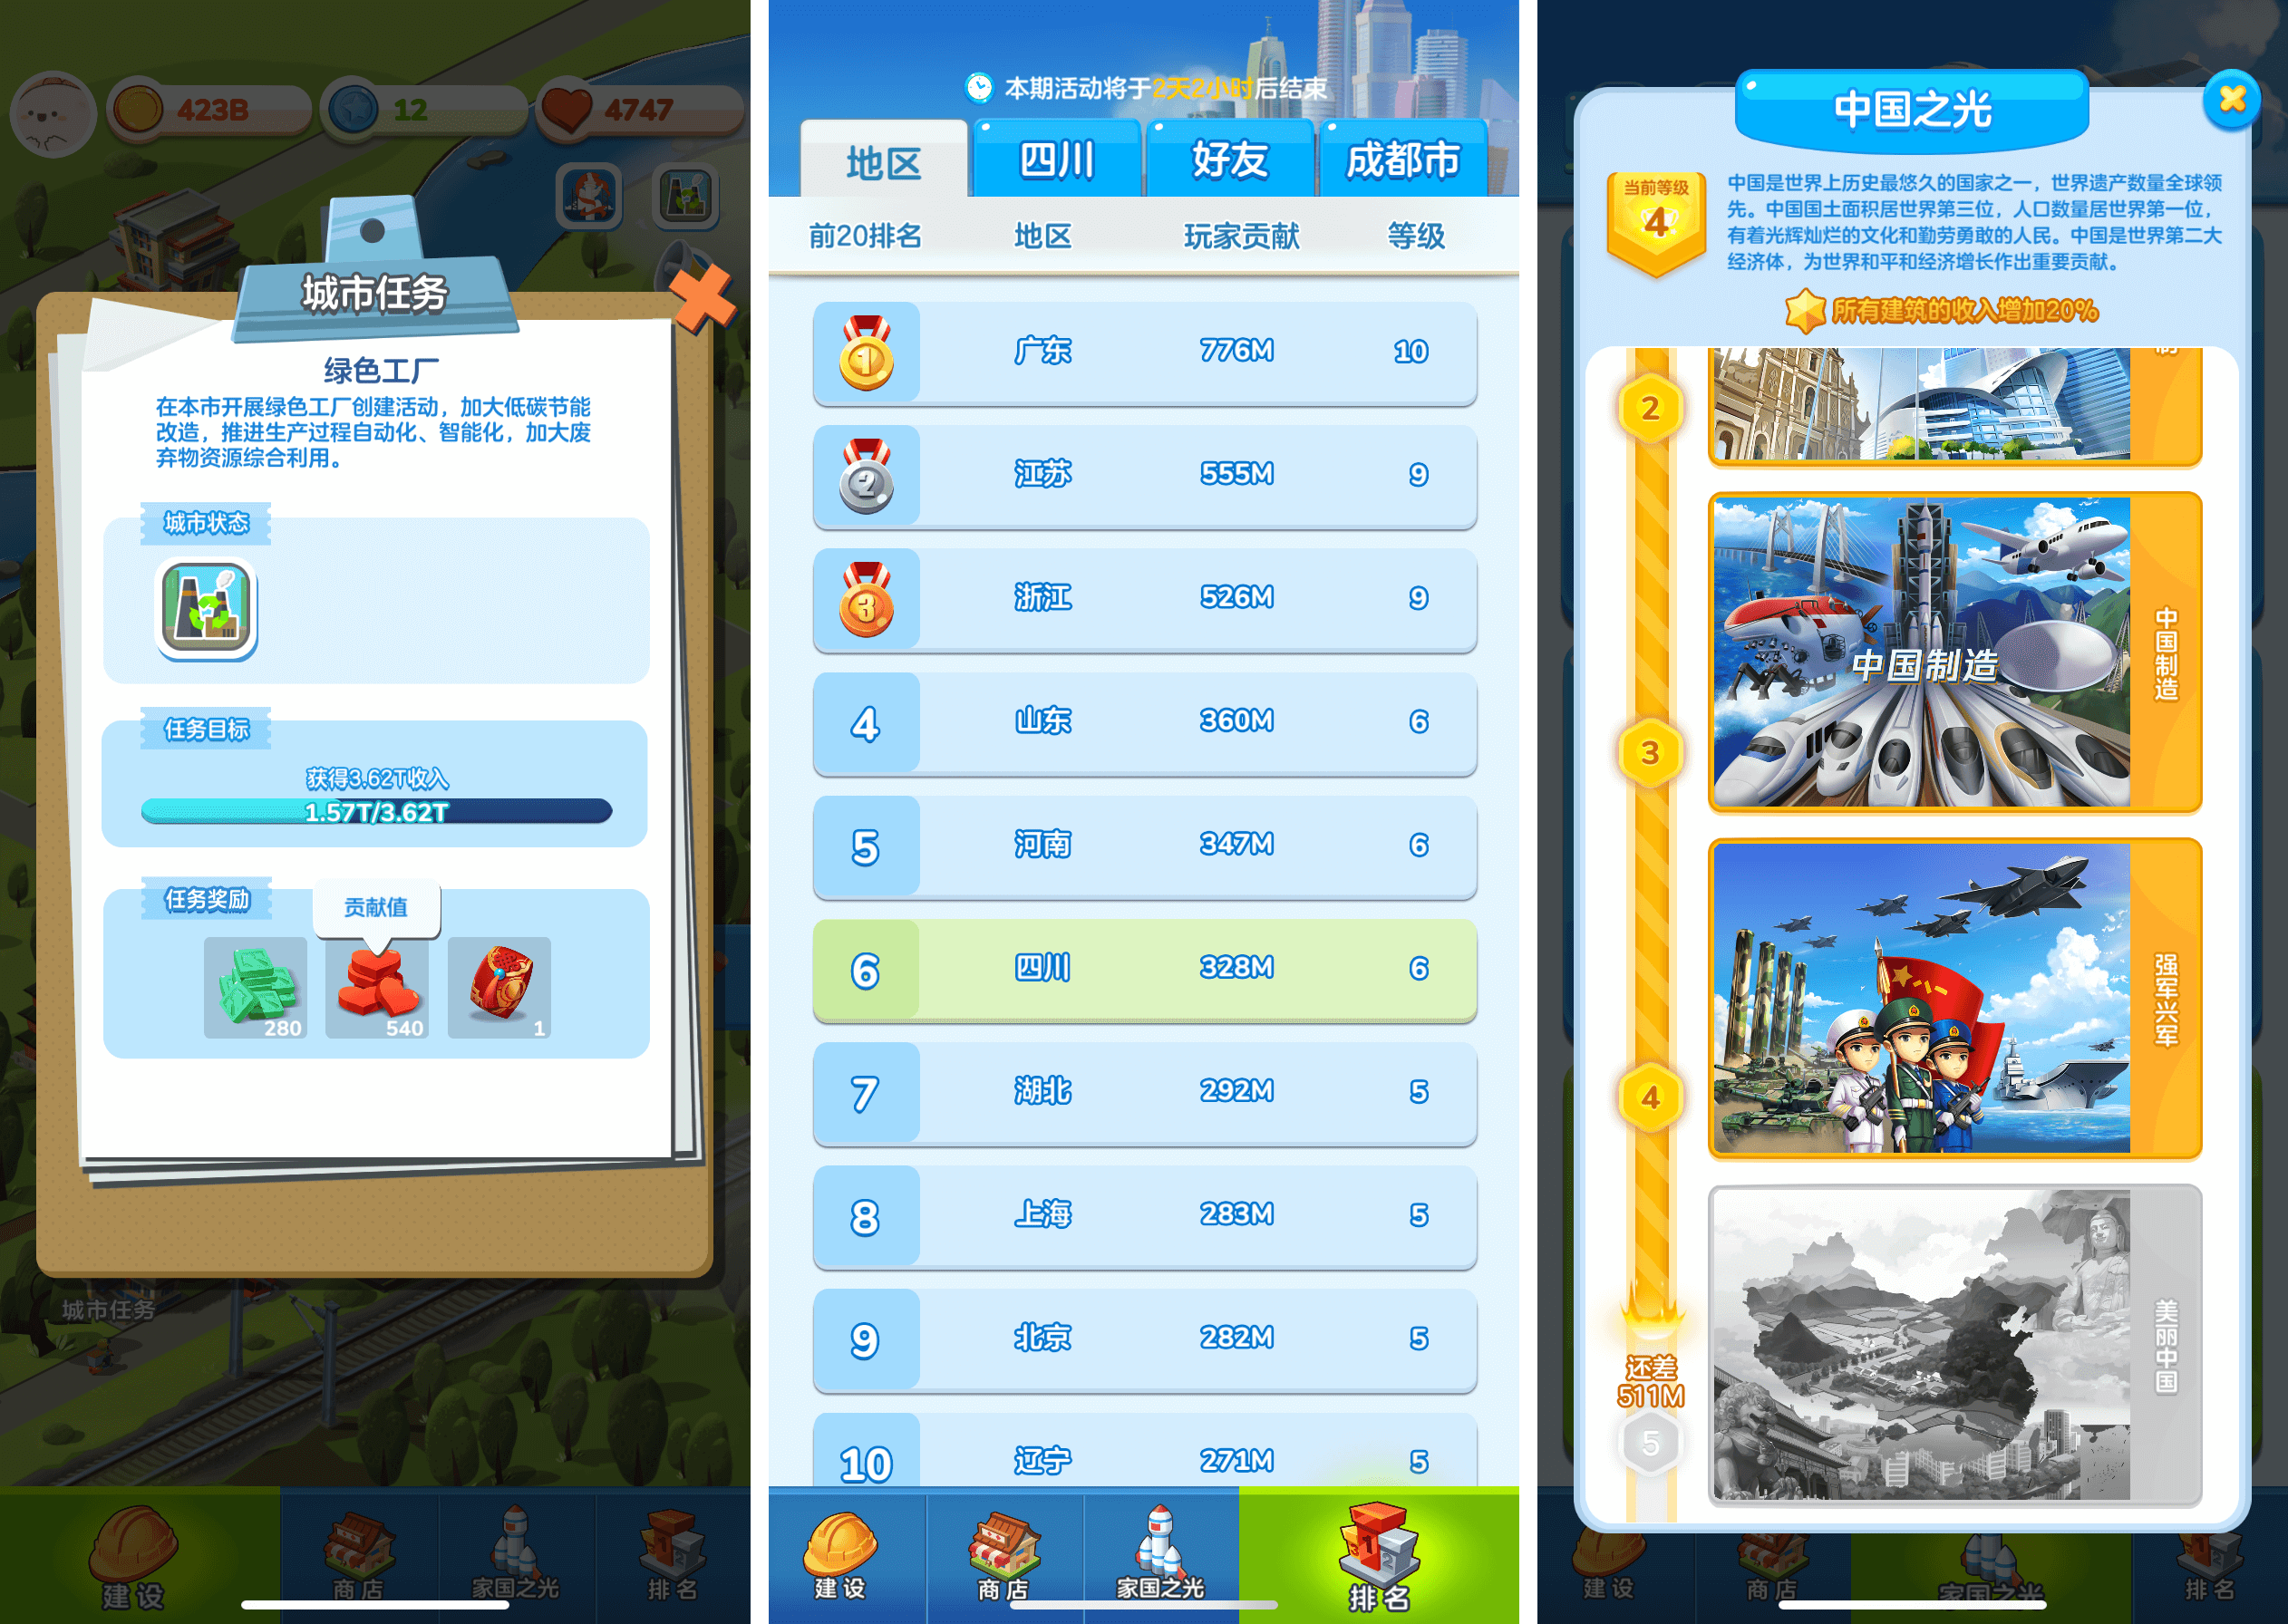 423B
12
4747
城市任务
绿色工厂
在本市开展绿色工厂创建活动，加大低碳节能
改造，推进生产过程自动化、智能化，加大废
弃物资源综合利用。
城市状态
任务目标
获得3.62T收入
1.57T/3.62T
任务奖励
贡献值
280
540
1
城市任务
建设
商店
家国之光
排名
本期活动将于2天2小时后结束
地区
四川
好友
成都市
前20排名
地区
玩家贡献
等级
1
广东
776M
10
2
江苏
555M
9
3
浙江
526M
9
4
山东
360M
6
5
河南
347M
6
6
四川
328M
6
7
湖北
292M
5
8
上海
283M
5
9
北京
282M
5
10
辽宁
271M
5
建设
商店
家国之光
排名
中国之光
当前等级
4
中国是世界上历史最悠久的国家之一，世界遗产数量全球领
先。中国国土面积居世界第三位，人口数量居世界第一位，
有着光辉灿烂的文化和勤劳勇敢的人民。中国是世界第二大
经济体，为世界和平和经济增长作出重要贡献。
所有建筑的收入增加20%
2
中国制造
中国制造
3
八一
强军兴军
4
美丽中国
还差
511M
5
建设
商店
家国之光
排名